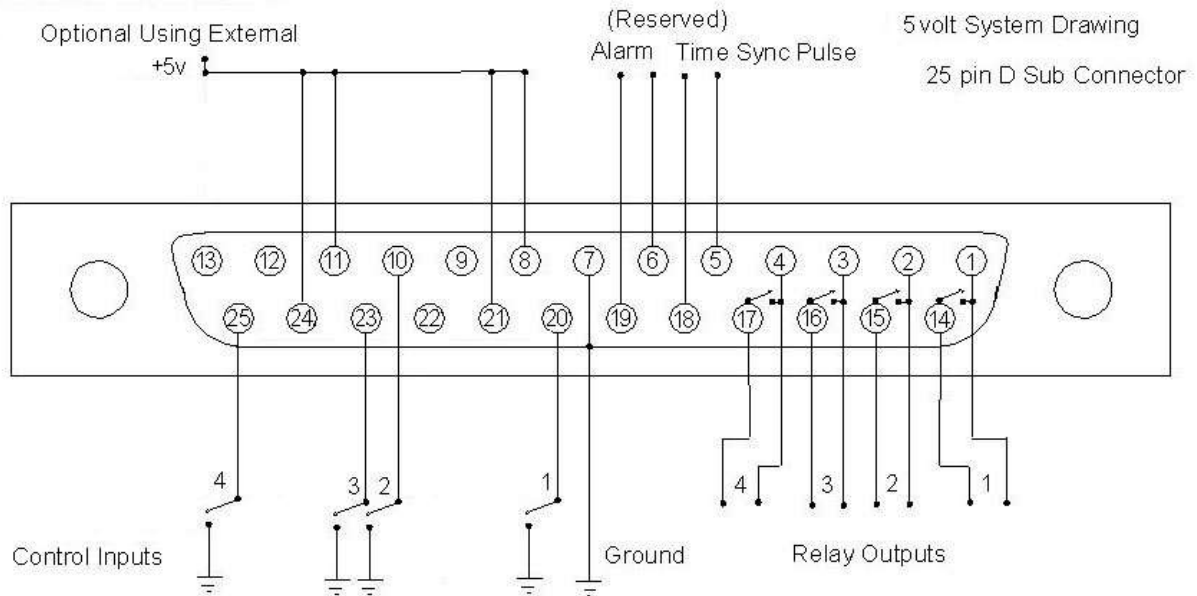 (Reserved)
5 volt System Drawing
Optional Using External
+5v
Alarm Time Sync Pulse
25 pin D Sub Connector
13 12 11 10 9 8 7 6 5 4 3 2 1
25 24 23 22 21 20 19 18 17 16 15 14
4 3 2 1
4 3 2 1
Control Inputs
Ground
Relay Outputs